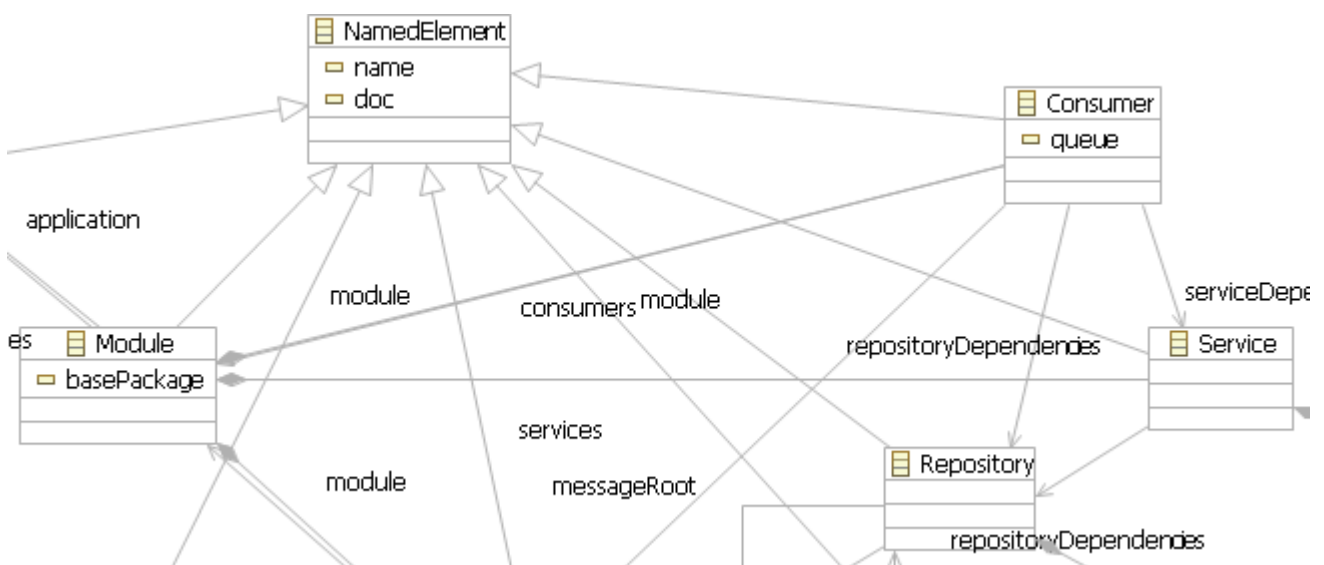 NamedElement
name
doc
Consumer
queue
application
module
consumers
module
serviceDepe
es
Module
basePackage
repositoryDependencies
Service
services
module
messageRoot
Repository
repositoryDependencies